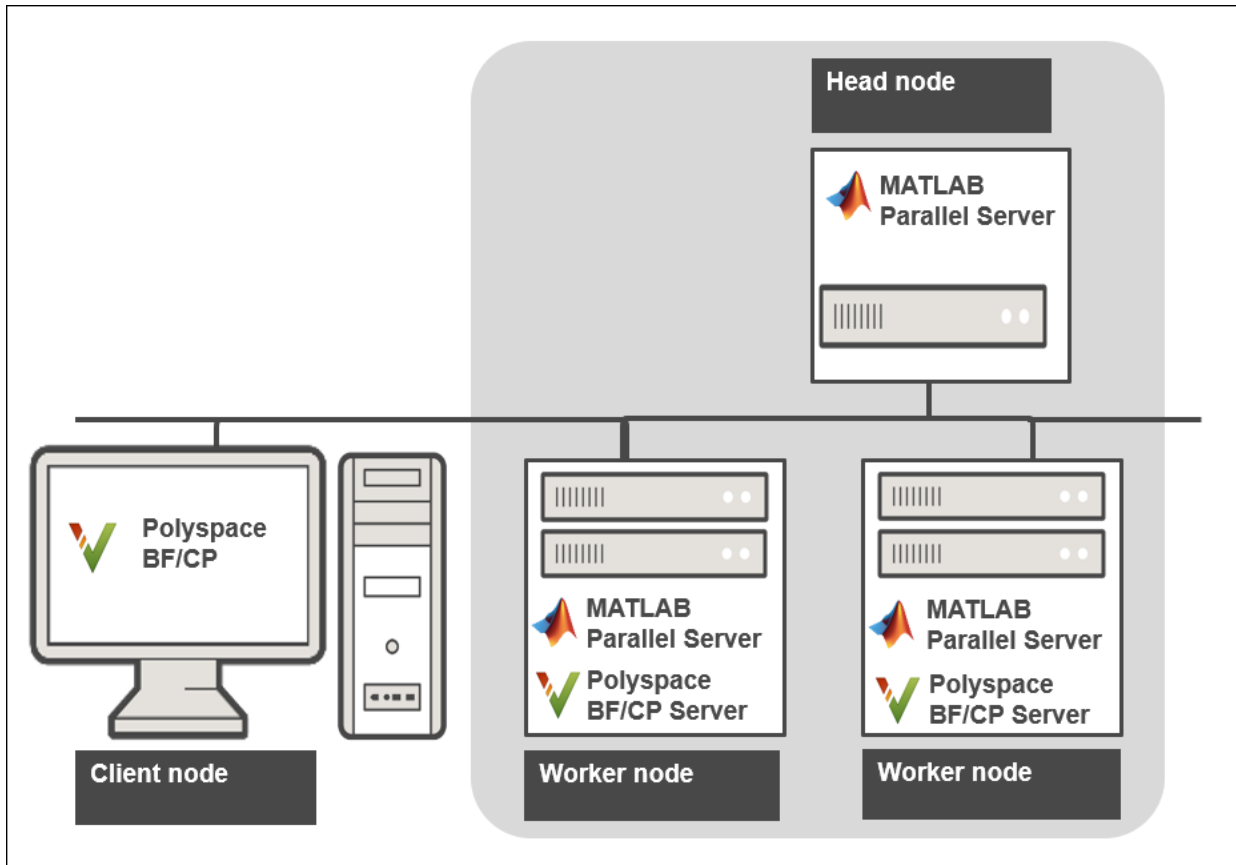 Head node
MATLAB
Parallel Server
Polyspace
BF/CP
Client node
MATLAB
Parallel Server
Polyspace
BF/CP Server
Worker node
MATLAB
Parallel Server
Polyspace
BF/CP Server
Worker node